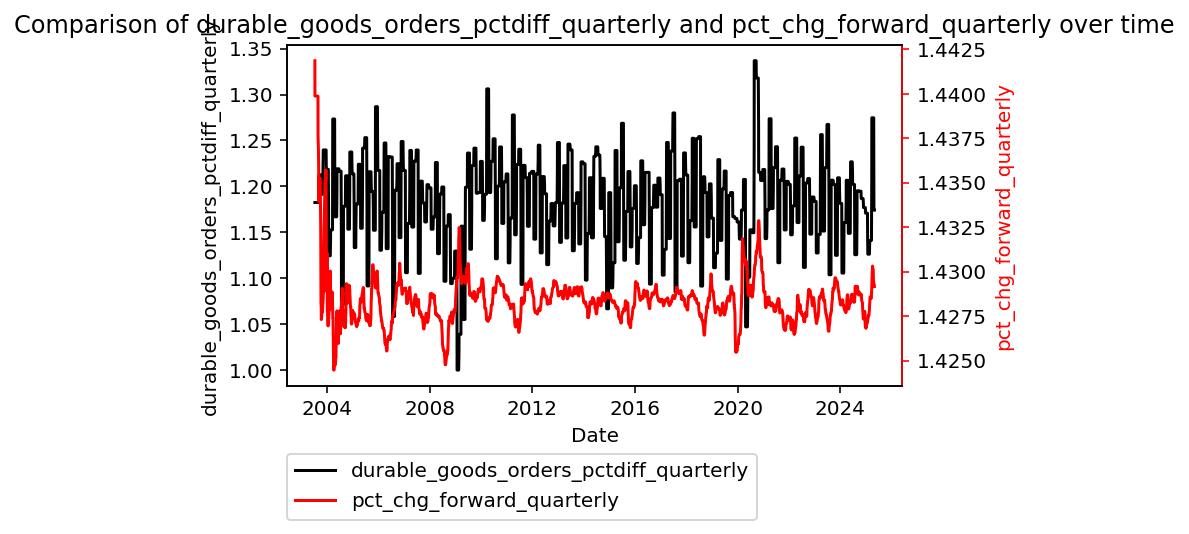 Comparison of durable_goods_orders_pctdiff_quarterly and pct_chg_forward_quarterly over time
durable_goods_orders_pctdiff_quarterly
1.35
1.30
1.25
1.20
1.15
1.10
1.05
1.00
1.4425
1.4400
1.4375
1.4350
1.4325
1.4300
1.4275
1.4250
pct_chg_forward_quarterly
2004 2008 2012 2016 2020 2024
Date
durable_goods_orders_pctdiff_quarterly
pct_chg_forward_quarterly